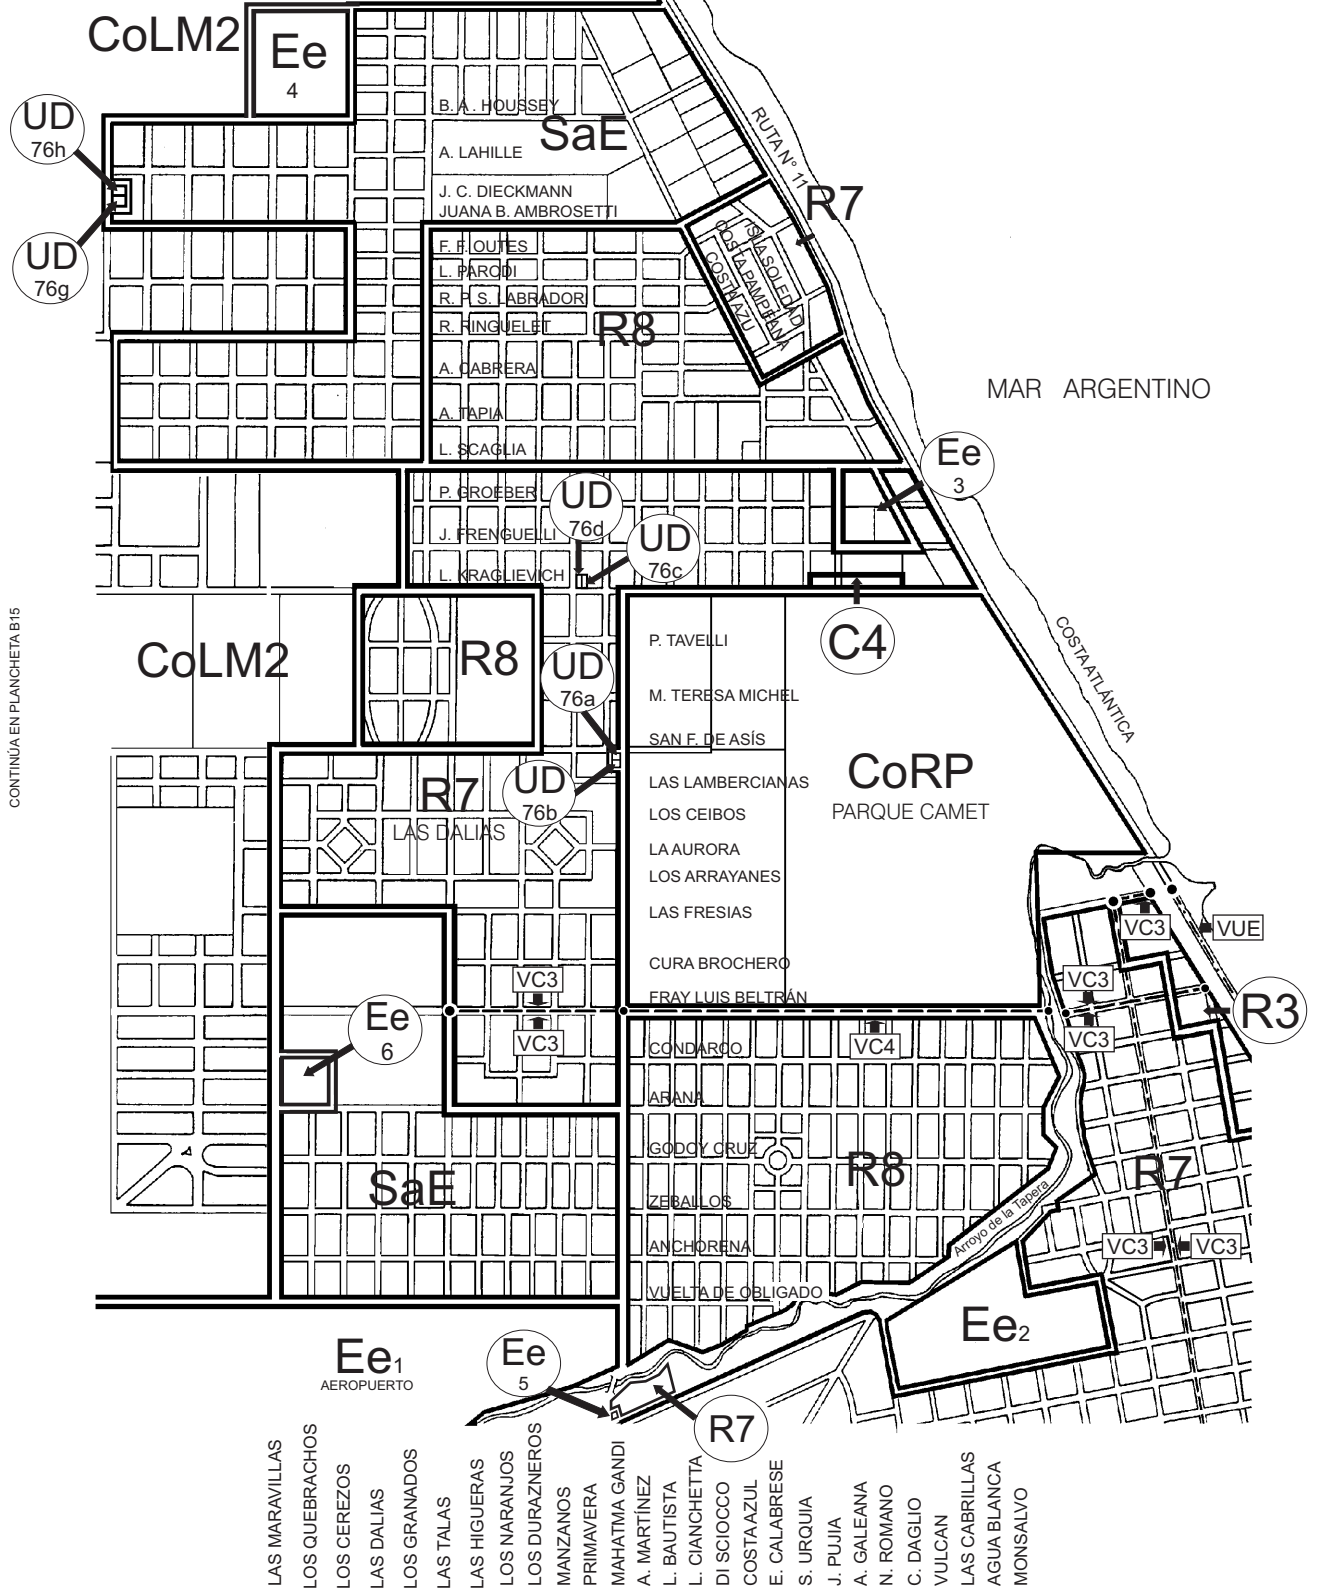 CoLM2
Ee
4
UD
76h
UD
76g
B. A. HOUSSEY
SaE
A. LAHILLE
J. C. DIECKMANN
JUANA B. AMBROSETTI
RUTA N° 11
R7
ISLA SOLEDAD
COSTA PAMPEANA
COSTA AZU
F. F. OUTES
L. PARODI
R. P. S. LABRADOR
R. RINGUELET
R8
A. CABRERA
A. TAPIA
L. SCAGLIA
MAR ARGENTINO
Ee
3
P. GROEBER
UD
76d
J. FRENGUELLI
UD
76c
L. KRAGLIEVICH
C4
CONTINÚA EN PLANCHETA B15
CoLM2
R8
UD
76a
P. TAVELLI
M. TERESA MICHEL
SAN F. DE ASÍS
COSTA ATLÁNTICA
R7
LAS DALIAS
UD
76b
LAS LAMBERCIANAS
LOS CEIBOS
LA AURORA
LOS ARRAYANES
LAS FRESIAS
CURA BROCHERO
FRAY LUIS BELTRÁN
CoRP
PARQUE CAMET
VC3
VUE
VC3
VC3
R3
Ee
6
VC3
VC3
VC4
CONDARCO
ARANA
GODOY CRUZ
ZEBALLOS
ANCHORENA
VUELTA DE OBLIGADO
SaE
R8
R7
Arroyo de la Tapera
VC3
VC3
Ee2
Ee1
AEROPUERTO
Ee
5
R7
LAS MARAVILLAS
LOS QUEBRACHOS
LOS CEREZOS
LAS DALIAS
LOS GRANADOS
LAS TALAS
LAS HIGUERAS
LOS NARANJOS
LOS DURAZNEROS
MANZANOS
PRIMAVERA
MAHATMA GANDI
A. MARTÍNEZ
L. BAUTISTA
L. CIANCHETTA
DI SCIOCCO
COSTA AZUL
E. CALABRESE
S. URQUIA
J. PUJIA
A. GALEANA
N. ROMANO
C. DAGLIO
VULCAN
LAS CABRILLAS
AGUA BLANCA
MONSALVO